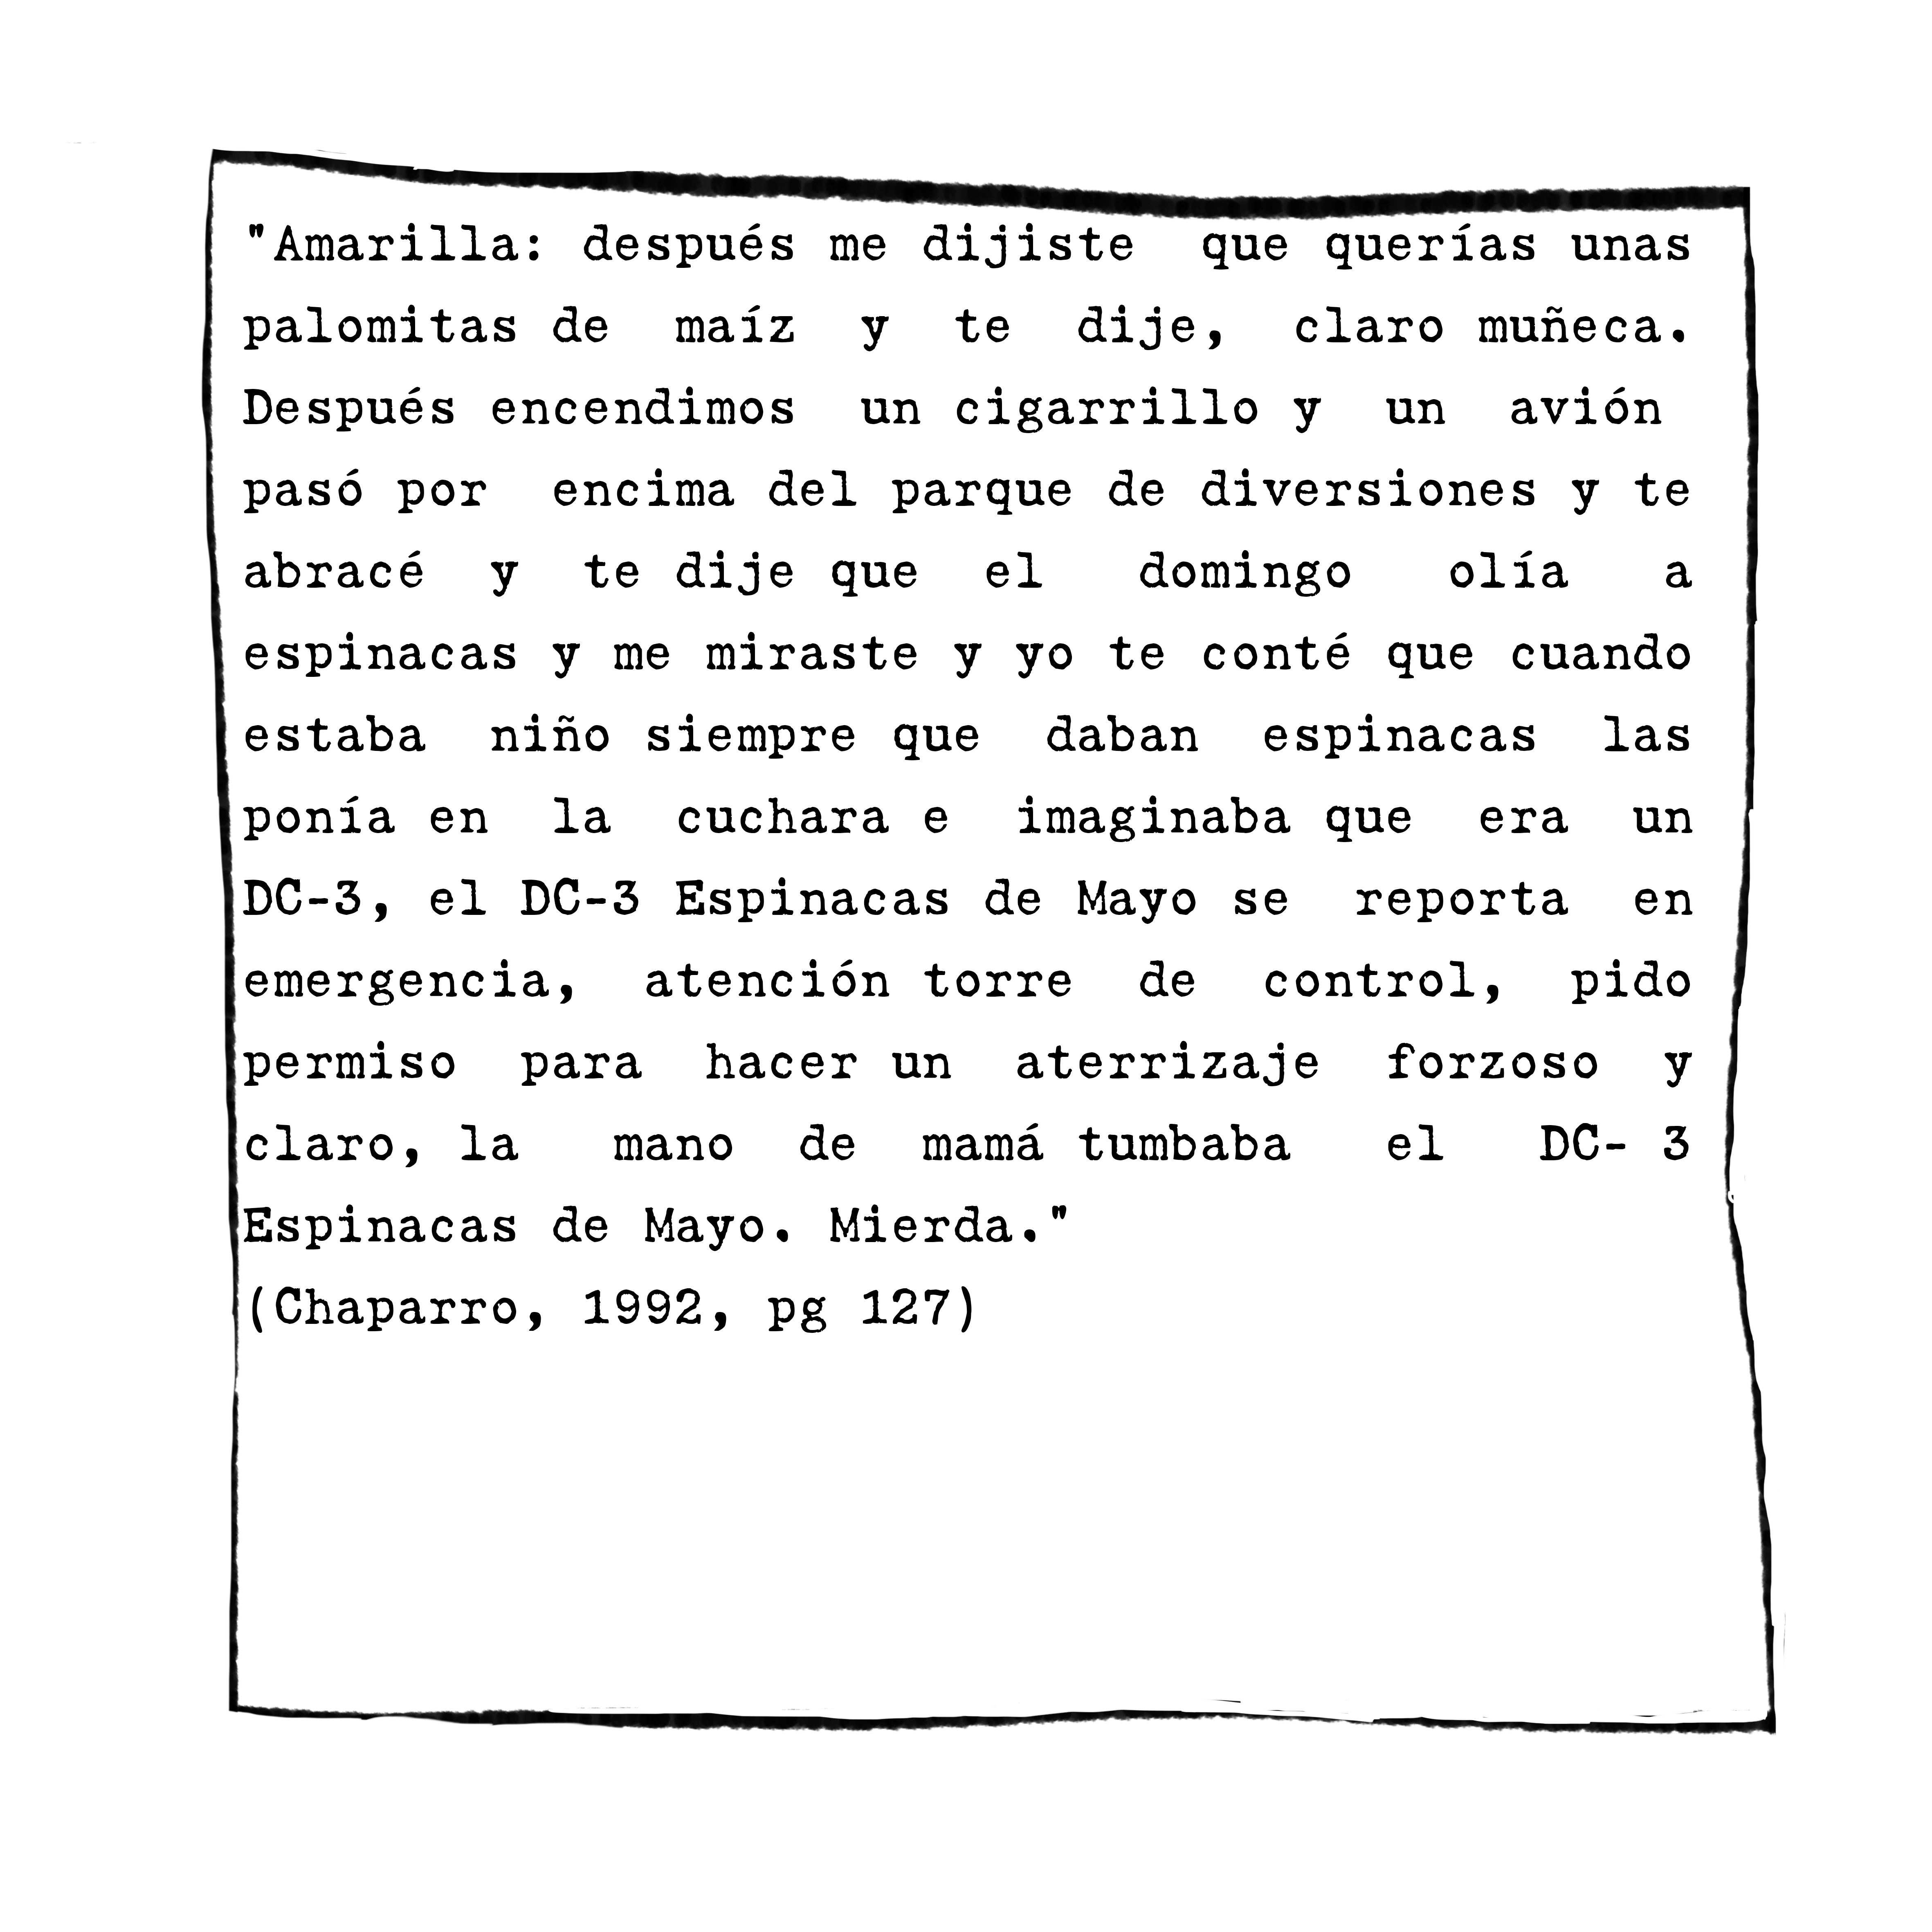 "Amarilla: después me dijiste que querías unas
palomitas de maíz y te dije, claro muñeca.
Después encendimos un cigarrillo y un avión
pasó por encima del parque de diversiones y te
abracé y te dije que el domingo olía a
espinacas y me miraste y yo te conté que cuando
estaba niño siempre que daban espinacas las
ponía en la cuchara e imaginaba que era un
DC-3, el DC-3 Espinacas de Mayo se reporta en
emergencia, atención torre de control, pido
permiso para hacer un aterrizaje forzoso y
claro, la mano de mamá tumbaba el DC- 3
Espinacas de Mayo. Mierda."
(Chaparro, 1992, pg 127)